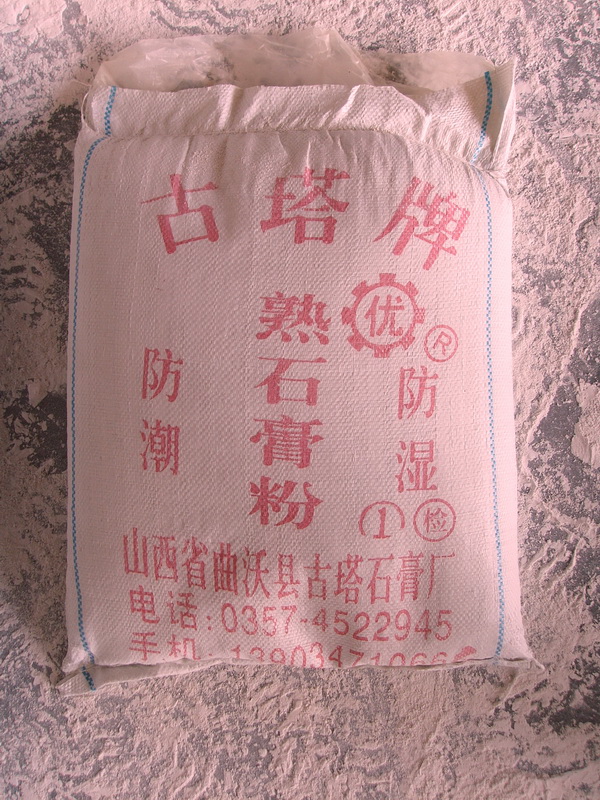 古塔牌
熟石膏粉
优
®
防潮
防湿
1
检
山西省曲沃县古塔石膏厂
电话:0357-4522945
手机:13903471066